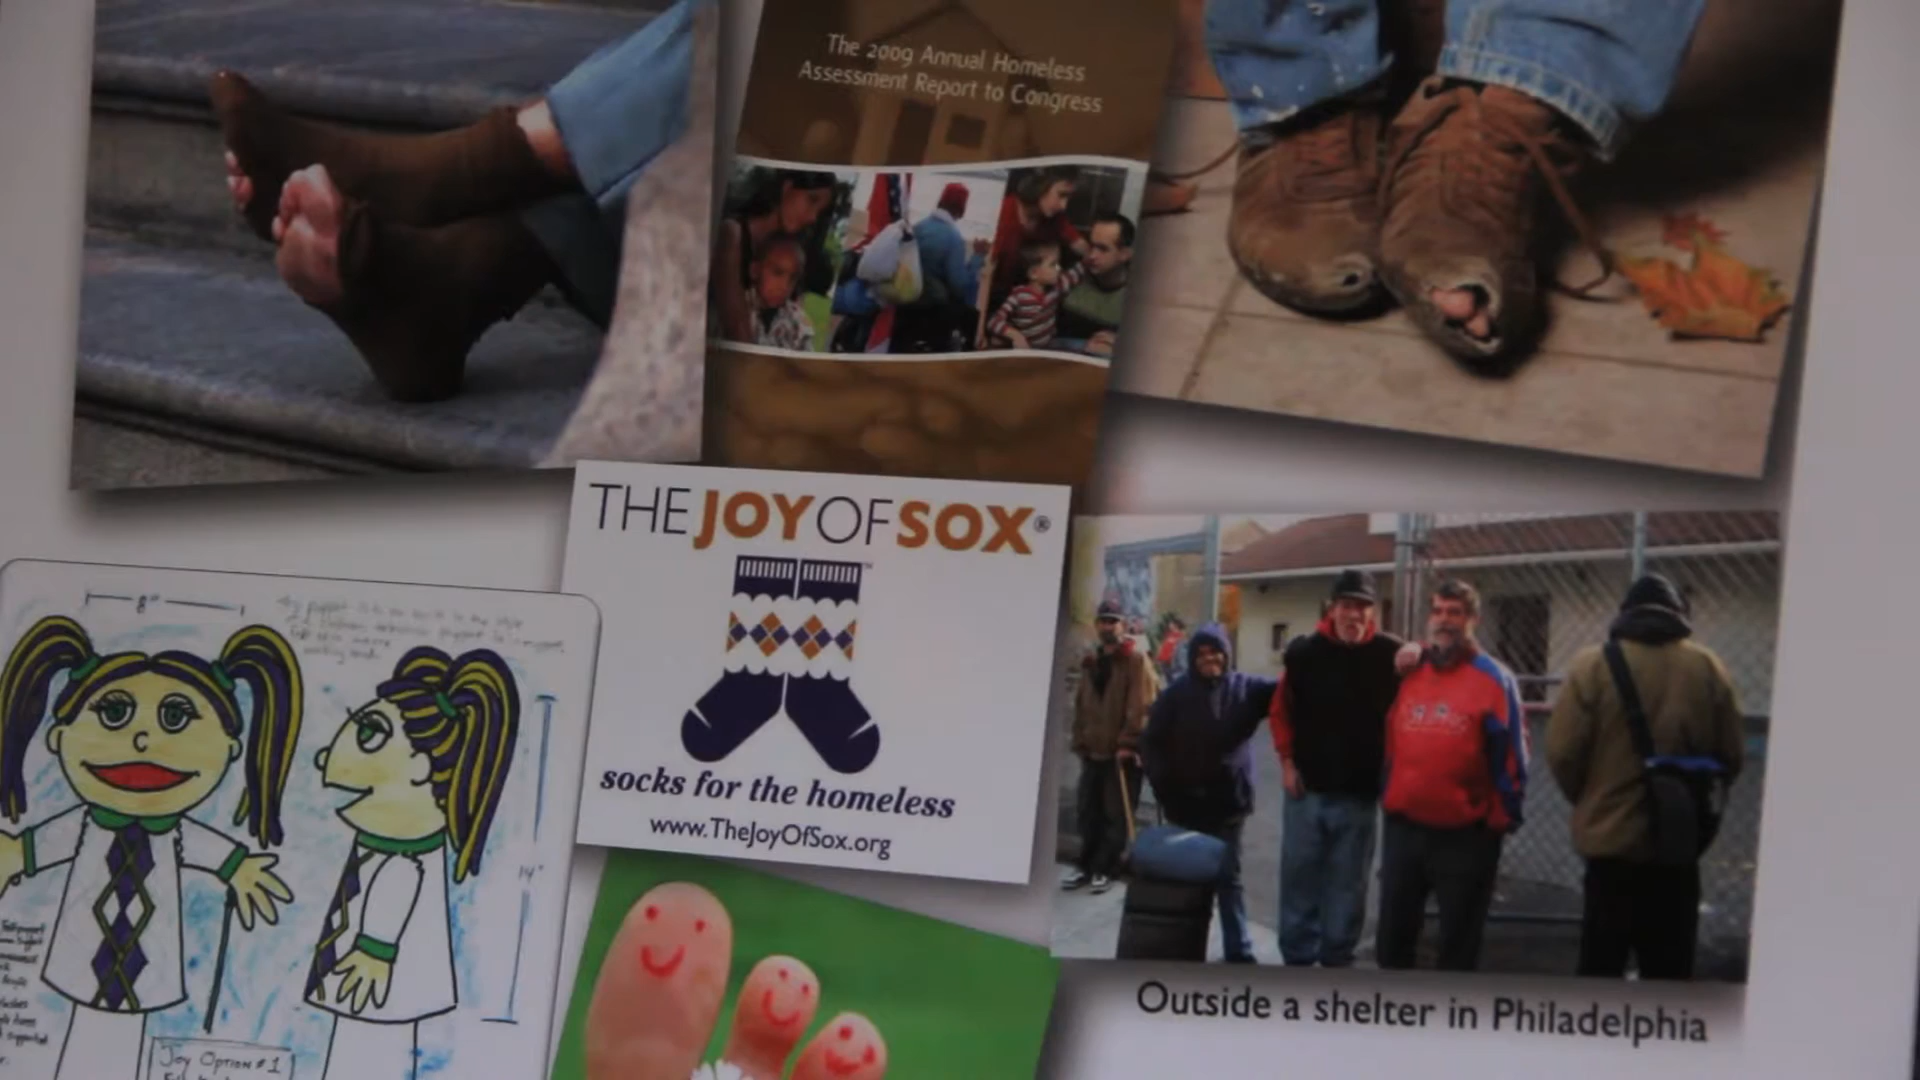 The 2009 Annual Homeless
Assessment Report to Congress
THE JOY OF SOX®
socks for the homeless
www.TheJoyOfSox.org
8"
14"
Joy Option #1
Outside a shelter in Philadelphia